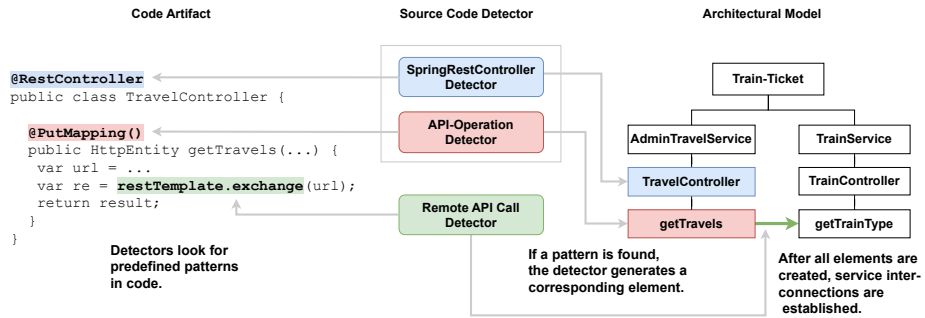 Code Artifact
Source Code Detector
Architectural Model
@RestController
public class TravelController {
@PutMapping()
public HttpEntity getTravels(...) {
var url = ...
var re = restTemplate.exchange(url);
return result;
}
}
Detectors look for
predefined patterns
in code.
SpringRestController
Detector
API-Operation
Detector
Remote API Call
Detector
If a pattern is found,
the detector generates a
corresponding element.
Train-Ticket
AdminTravelService
TrainService
TravelController
TrainController
getTravels
getTrainType
After all elements are
created, service inter-
connections are
established.